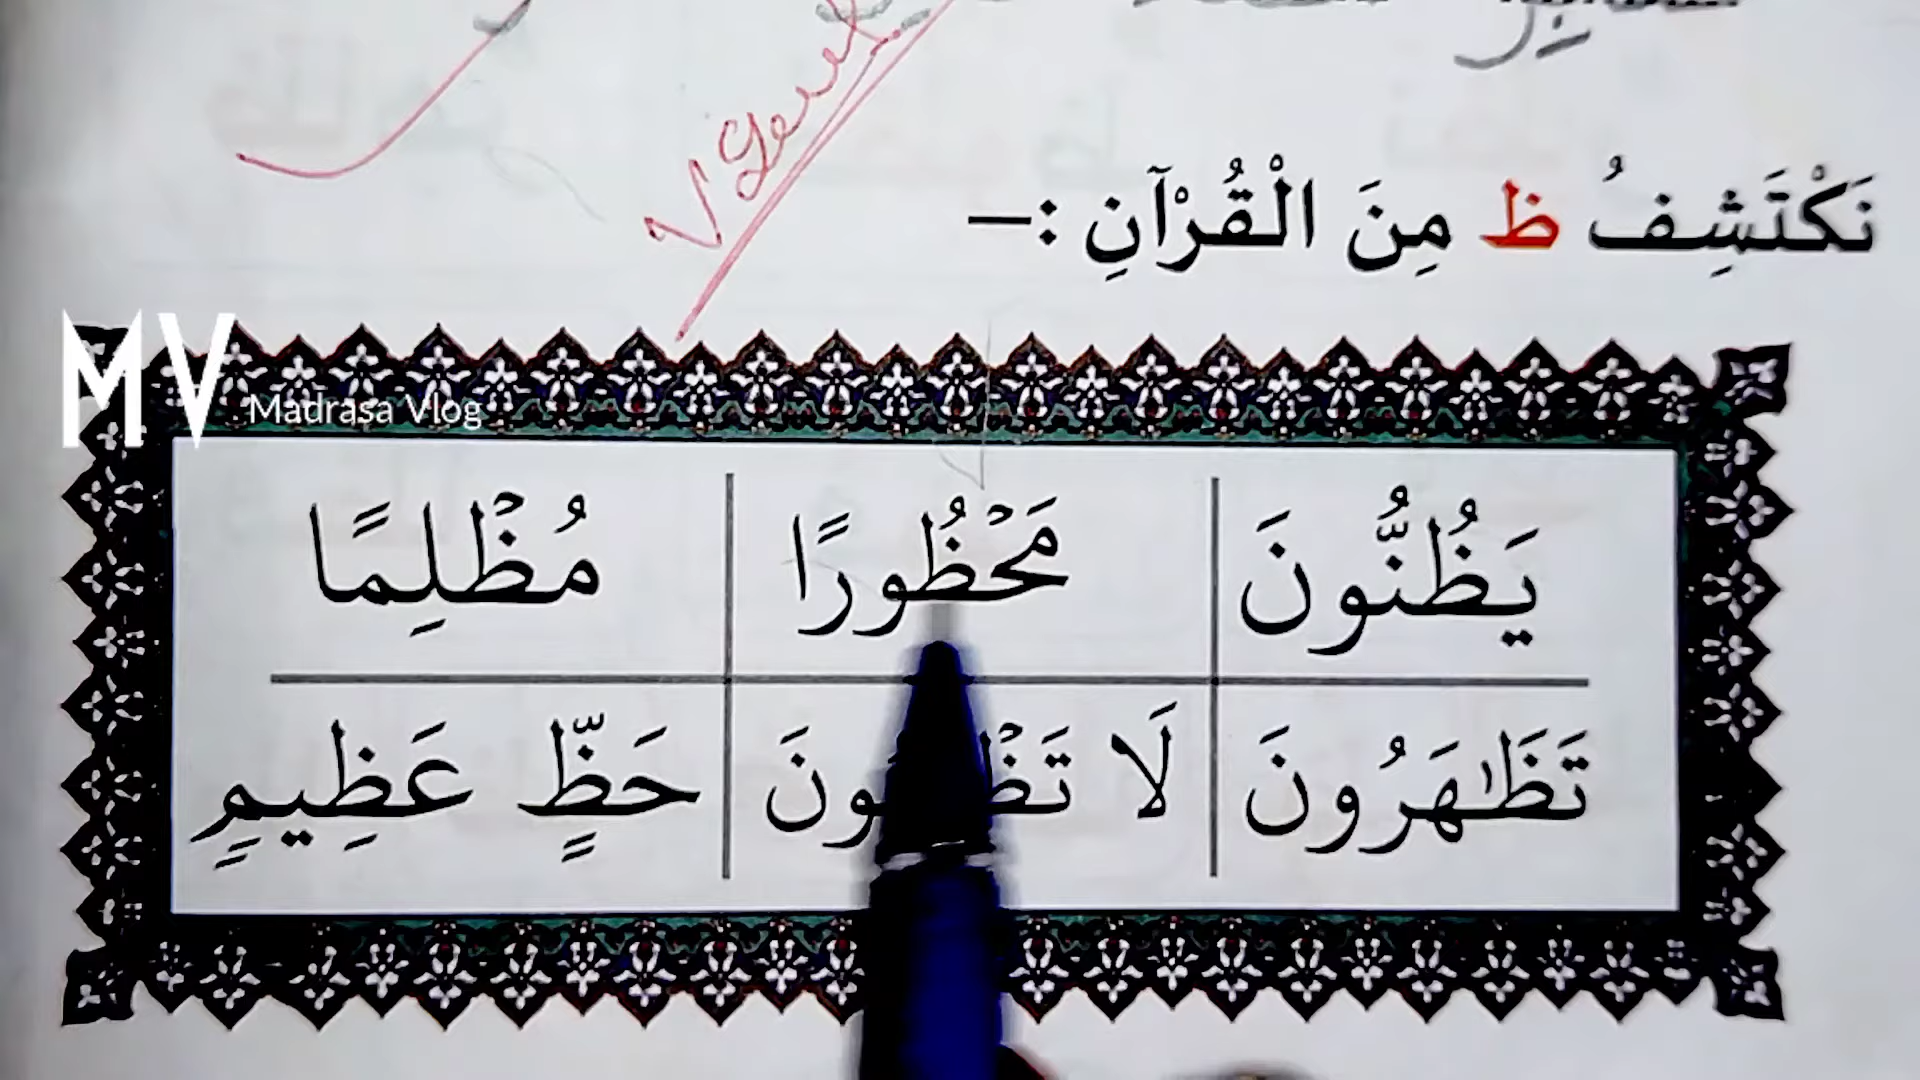 نَكْتَشِفُ ظ مِنَ الْقُرْآنِ :—
MV Madrasa Vlog
يَظُنُّونَ مَحْظُورًا مُظْلِمًا
تَظَٰهَرُونَ لَا حَظٍّ عَظِيمٍ